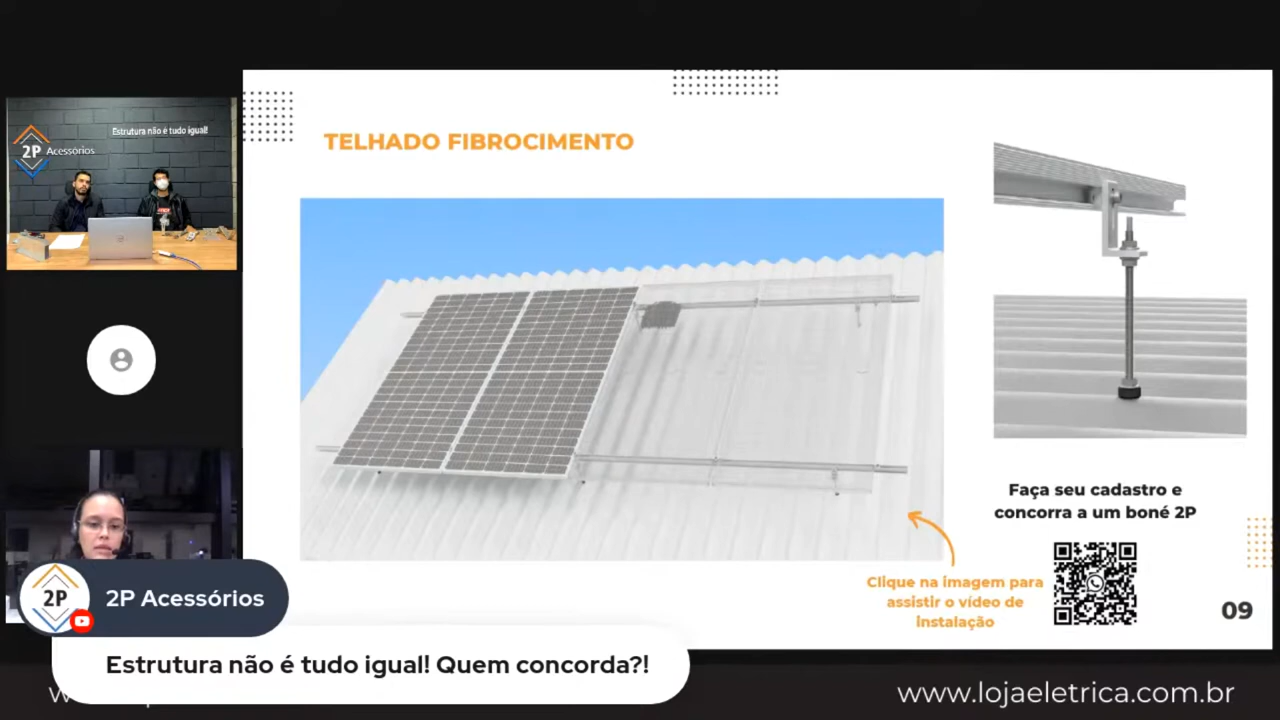 Estrutura não é tudo igual!
2P Acessórios
TELHADO FIBROCIMENTO
Faça seu cadastro e
concorra a um boné 2P
Clique na imagem para
assistir o vídeo de
instalação
09
2P
2P Acessórios
Estrutura não é tudo igual! Quem concorda?!
www.lojaeletrica.com.br